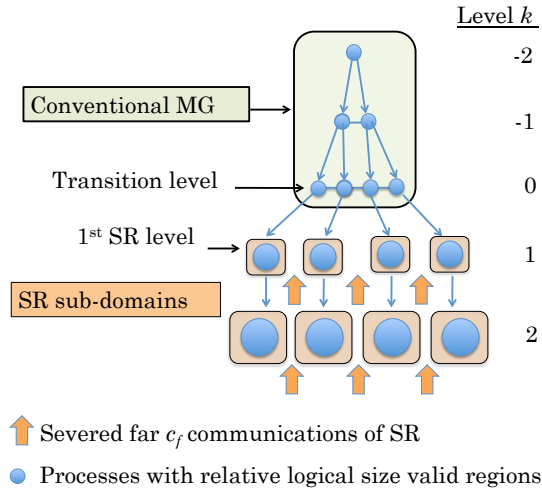 Level k
-2
Conventional MG
-1
Transition level
0
1st SR level
1
SR sub-domains
2
Severed far cf communications of SR
Processes with relative logical size valid regions